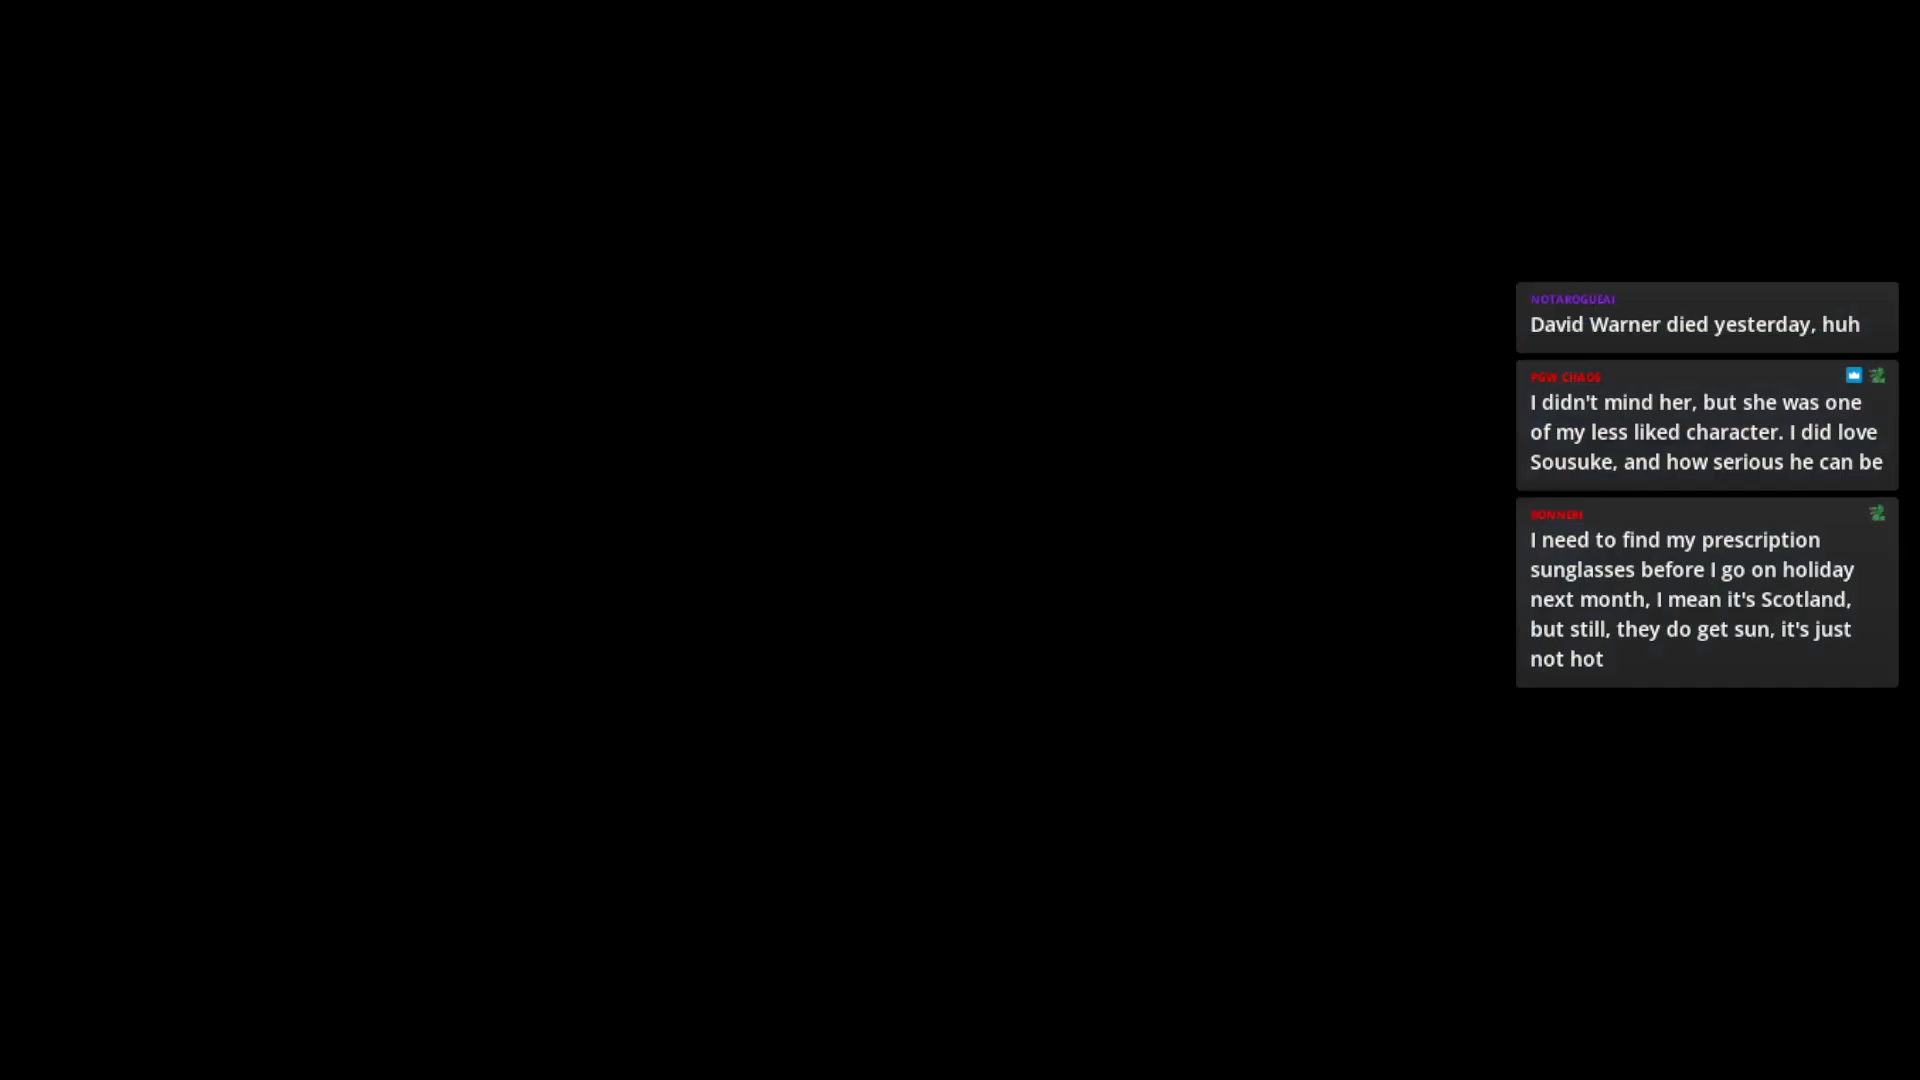 NOTAROGUEAI
David Warner died yesterday, huh
PGW_CHAOS
I didn't mind her, but she was one
of my less liked character. I did love
Sousuke, and how serious he can be
RONNERI
I need to find my prescription
sunglasses before I go on holiday
next month, I mean it's Scotland,
but still, they do get sun, it's just
not hot